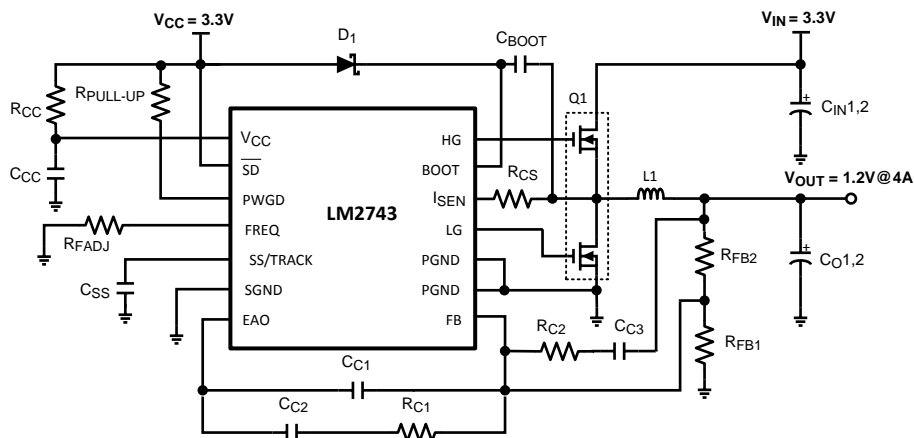 VCC = 3.3V
VIN = 3.3V
D1
CBOOT
RCC
RPULL-UP
Q1
CIN1,2
VCC
HG
CCC
SD
BOOT
RCS
L1
VOUT = 1.2V@4A
PWGD
ISEN
LM2743
FREQ
LG
RFADJ
RFB2
CO1,2
SS/TRACK
PGND
CSS
SGND
PGND
EAO
FB
RC2
CC3
RFB1
CC1
CC2
RC1